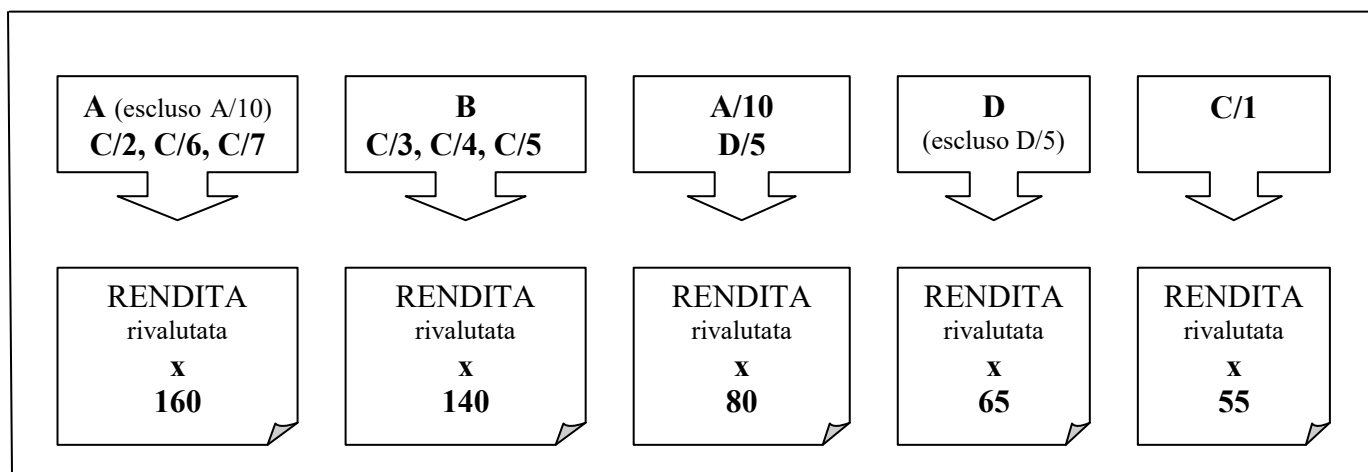 A (escluso A/10)
C/2, C/6, C/7
B
C/3, C/4, C/5
A/10
D/5
D
(escluso D/5)
C/1
RENDITA
rivalutata
x
160
RENDITA
rivalutata
x
140
RENDITA
rivalutata
x
80
RENDITA
rivalutata
x
65
RENDITA
rivalutata
x
55